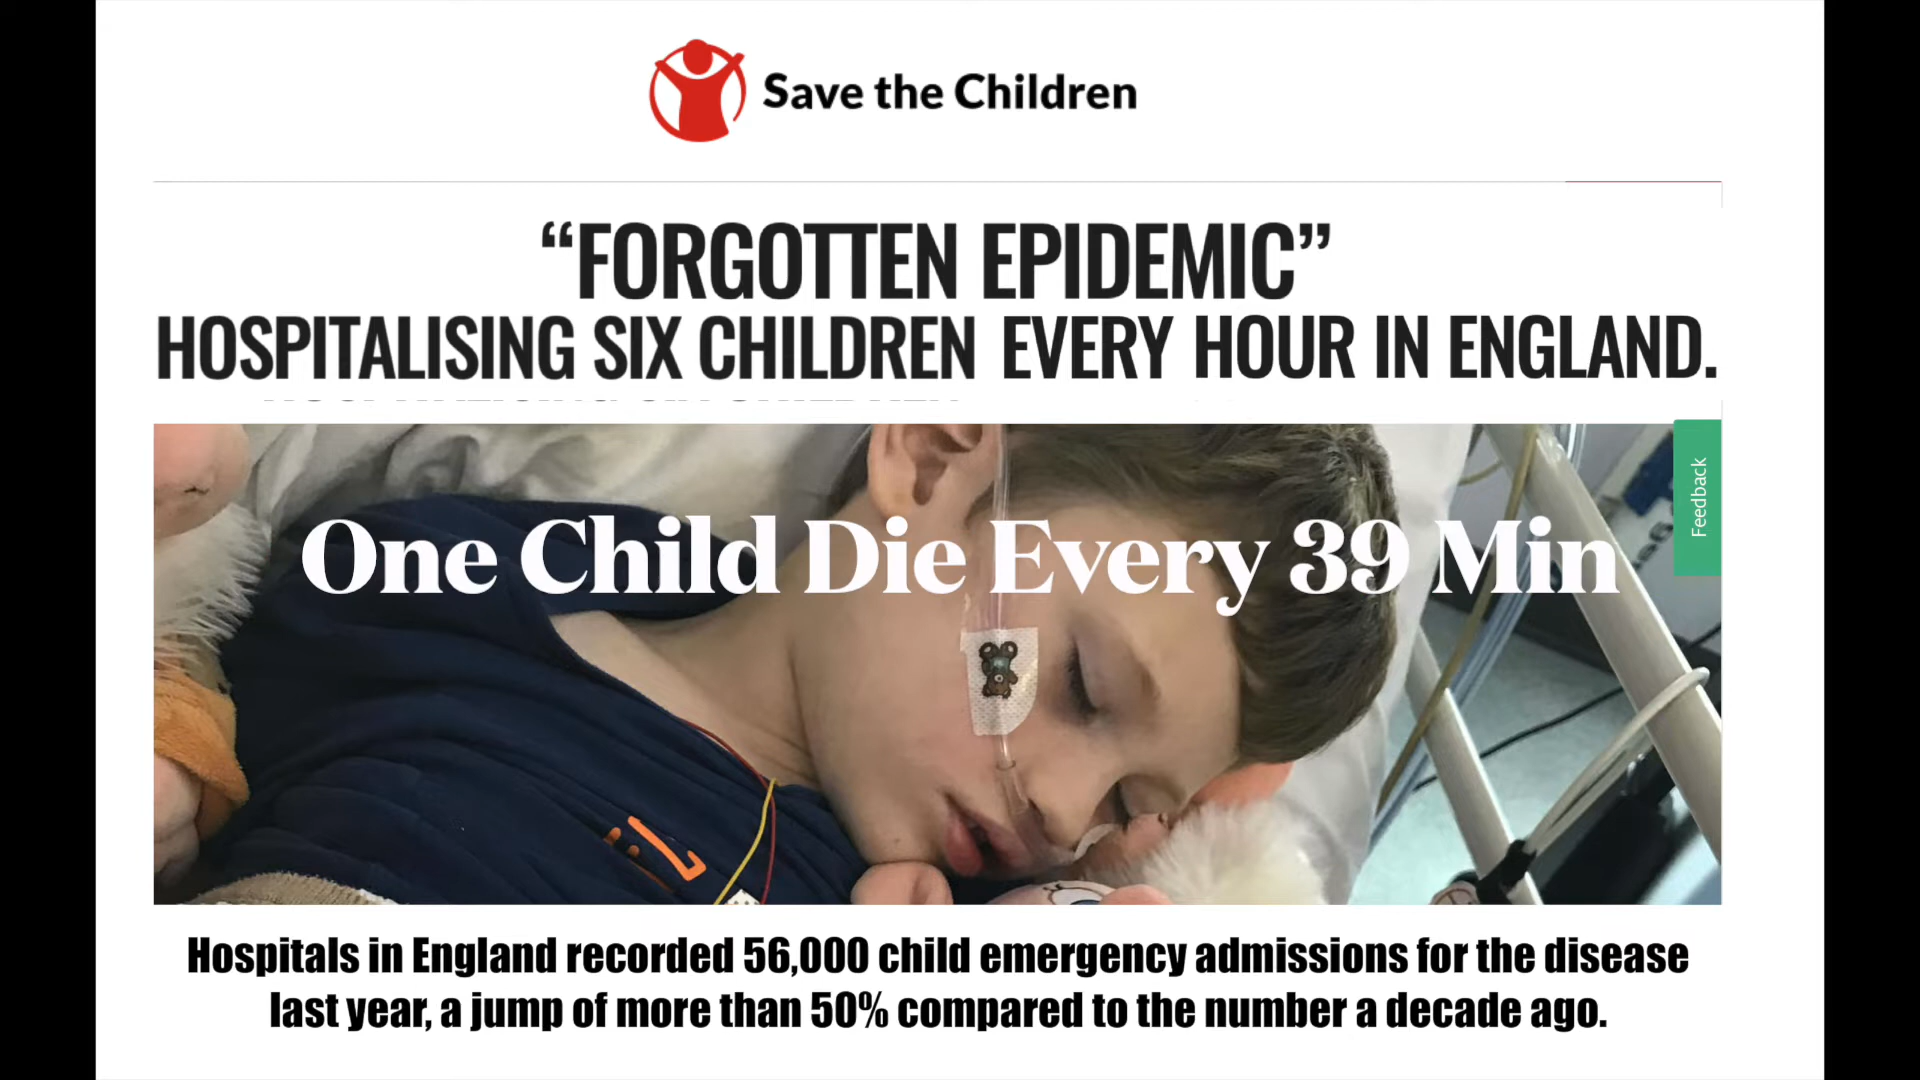 Save the Children
“FORGOTTEN EPIDEMIC”
HOSPITALISING SIX CHILDREN EVERY HOUR IN ENGLAND.
Feedback
One Child Die Every 39 Min
Hospitals in England recorded 56,000 child emergency admissions for the disease
last year, a jump of more than 50% compared to the number a decade ago.